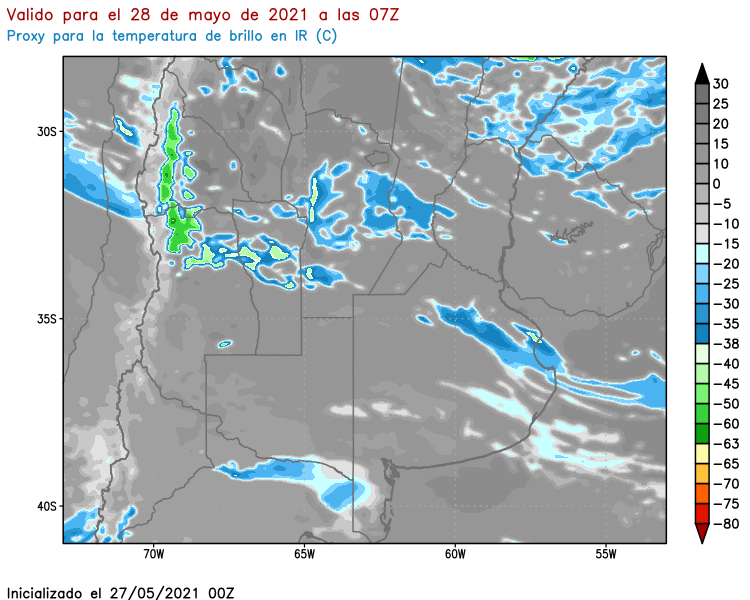 Valido para el 28 de mayo de 2021 a las 07Z
Proxy para la temperatura de brillo en IR (C)
30S
35S
40S
70W
65W
60W
55W
30
25
20
15
10
0
−5
−10
−15
−20
−25
−30
−35
−38
−40
−45
−50
−60
−63
−65
−70
−75
−80
Inicializado el 27/05/2021 00Z